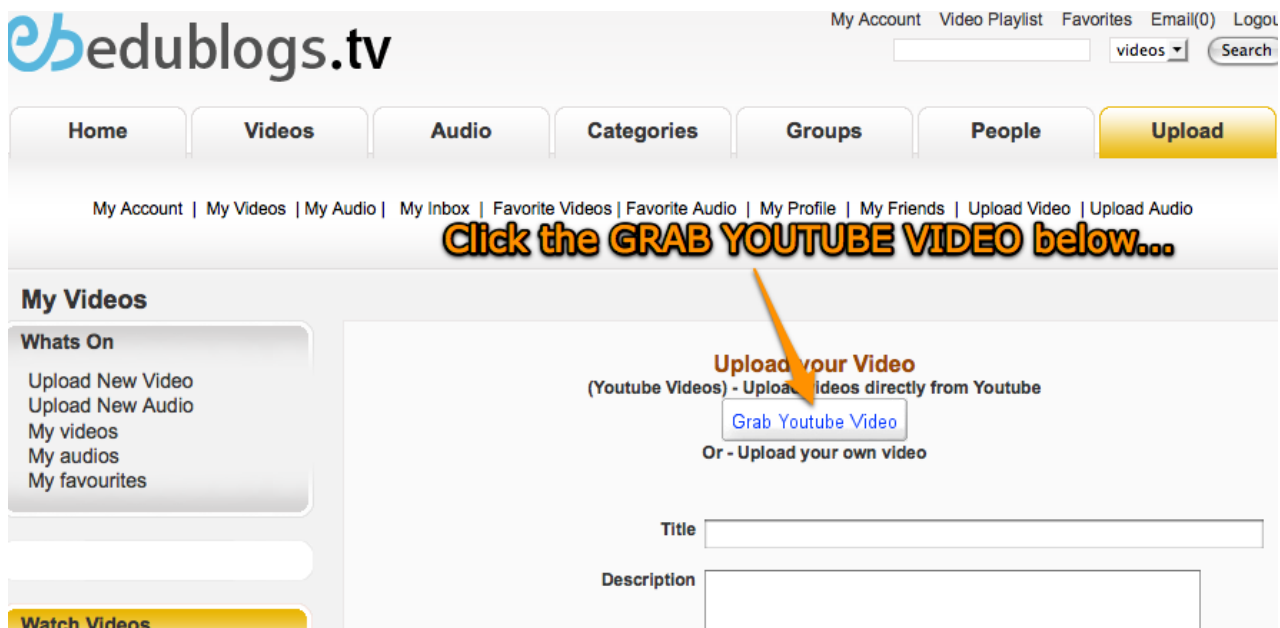 My Account Video Playlist Favorites Email(0) Logou
edublogs.tv
videos Search
Home Videos Audio Categories Groups People Upload
My Account | My Videos | My Audio | My Inbox | Favorite Videos | Favorite Audio | My Profile | My Friends | Upload Video | Upload Audio
Click the GRAB YOUTUBE VIDEO below...
My Videos
Whats On
Upload New Video
Upload New Audio
My videos
My audios
My favourites
Upload your Video
(Youtube Videos) - Upload videos directly from Youtube
Grab Youtube Video
Or - Upload your own video
Title
Description
Watch Videos